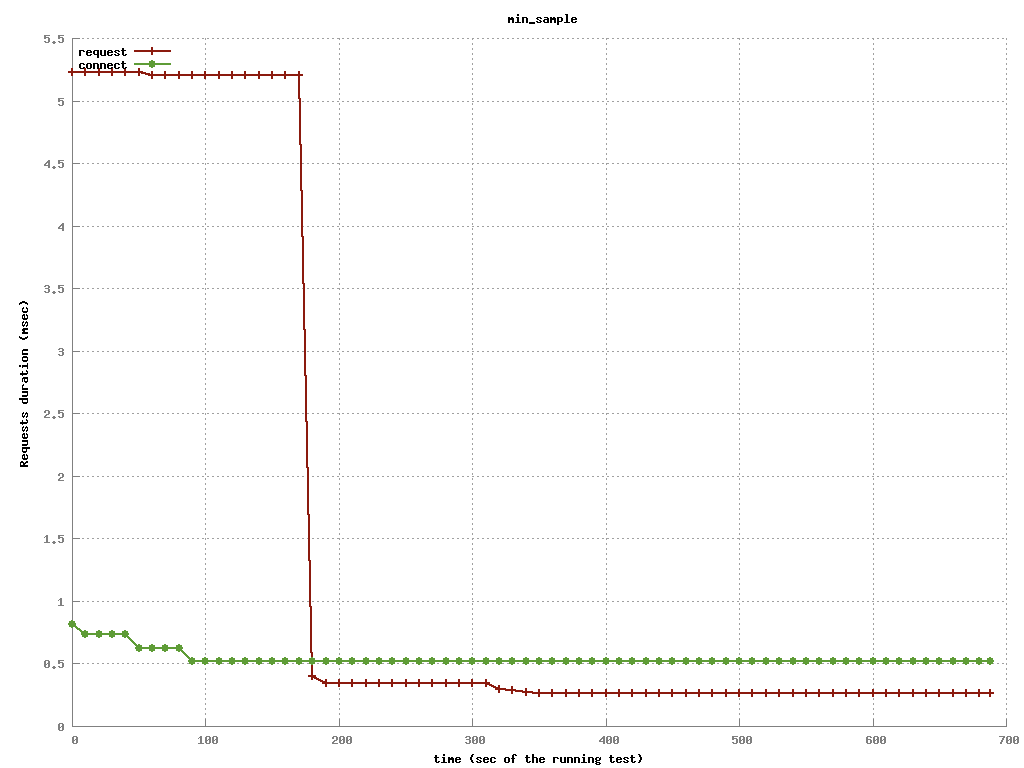 min_sample
5.5
request
connect
5
4.5
4
3.5
3
2.5
2
1.5
1
0.5
0
Requests duration (msec)
0 100 200 300 400 500 600 700
time (sec of the running test)